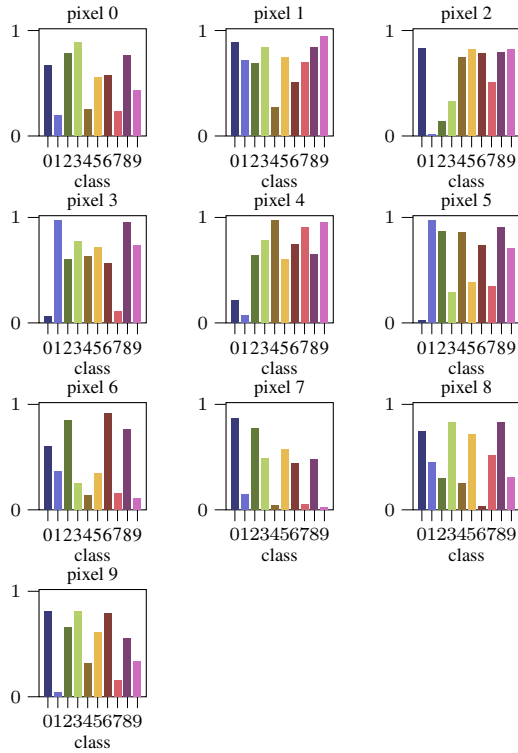 pixel 0 pixel 1 pixel 2
1 1 1
0 0 0
0123456789 0123456789 0123456789
class class class
pixel 3 pixel 4 pixel 5
1 1 1
0 0 0
0123456789 0123456789 0123456789
class class class
pixel 6 pixel 7 pixel 8
1 1 1
0 0 0
0123456789 0123456789 0123456789
class class class
pixel 9
1
0
0123456789
class